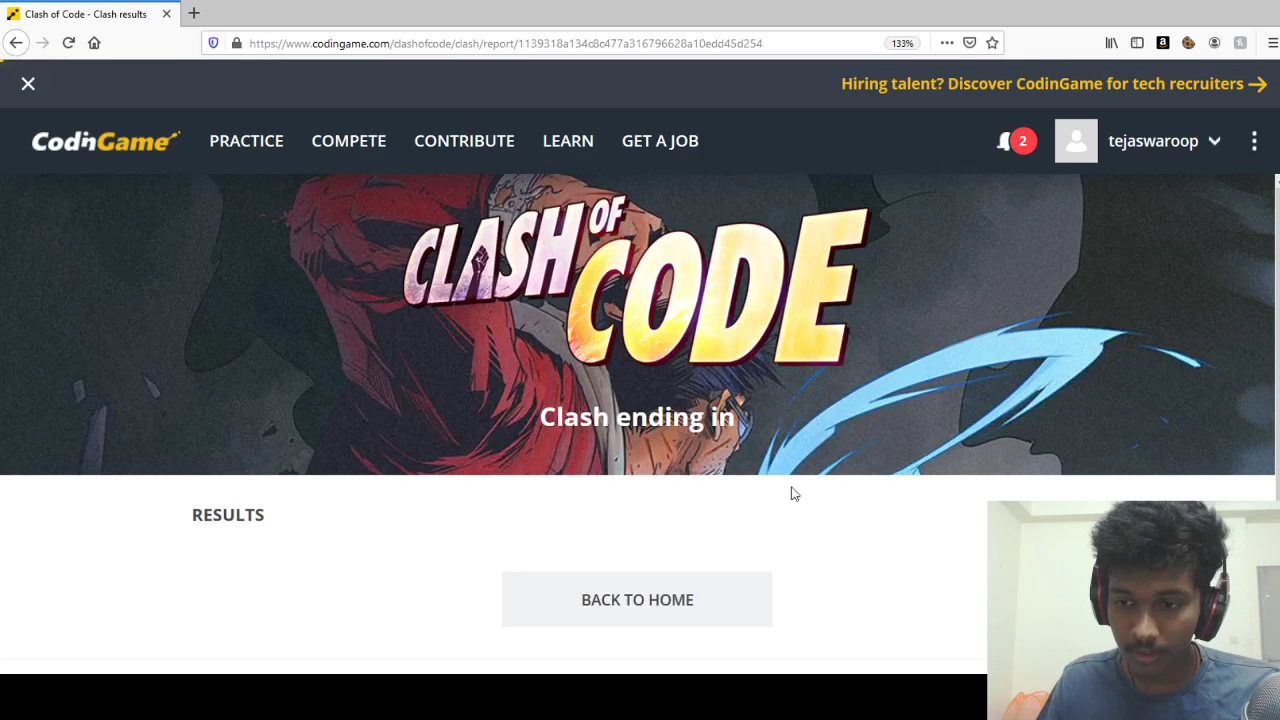 Clash of Code - Clash results
https://www.codingame.com/clashofcode/clash/report/1139318a134c8c477a316796628a10edd45d254
133%
Hiring talent? Discover CodinGame for tech recruiters
CodinGame
PRACTICE
COMPETE
CONTRIBUTE
LEARN
GET A JOB
2
tejaswaroop
CLASH OF CODE
Clash ending in
RESULTS
BACK TO HOME